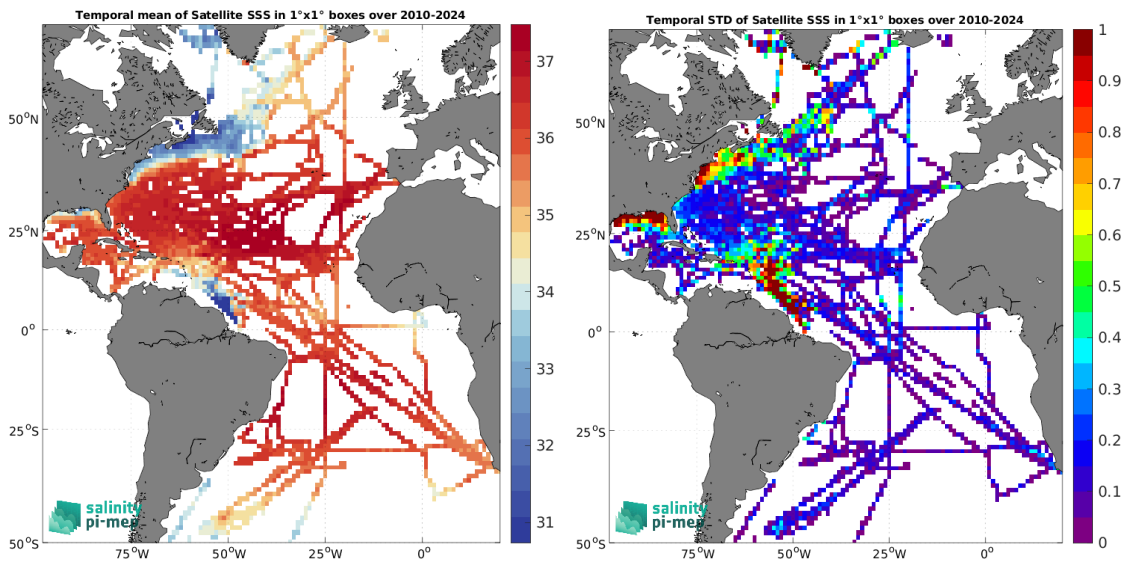 Temporal mean of Satellite SSS in 1°x1° boxes over 2010-2024
50°N
25°N
0°
25°S
50°S
75°W
50°W
25°W
0°
37
36
35
34
33
32
31
salinity
pi-mep
Temporal STD of Satellite SSS in 1°x1° boxes over 2010-2024
50°N
25°N
0°
25°S
50°S
75°W
50°W
25°W
0°
1
0.9
0.8
0.7
0.6
0.5
0.4
0.3
0.2
0.1
0
salinity
pi-mep